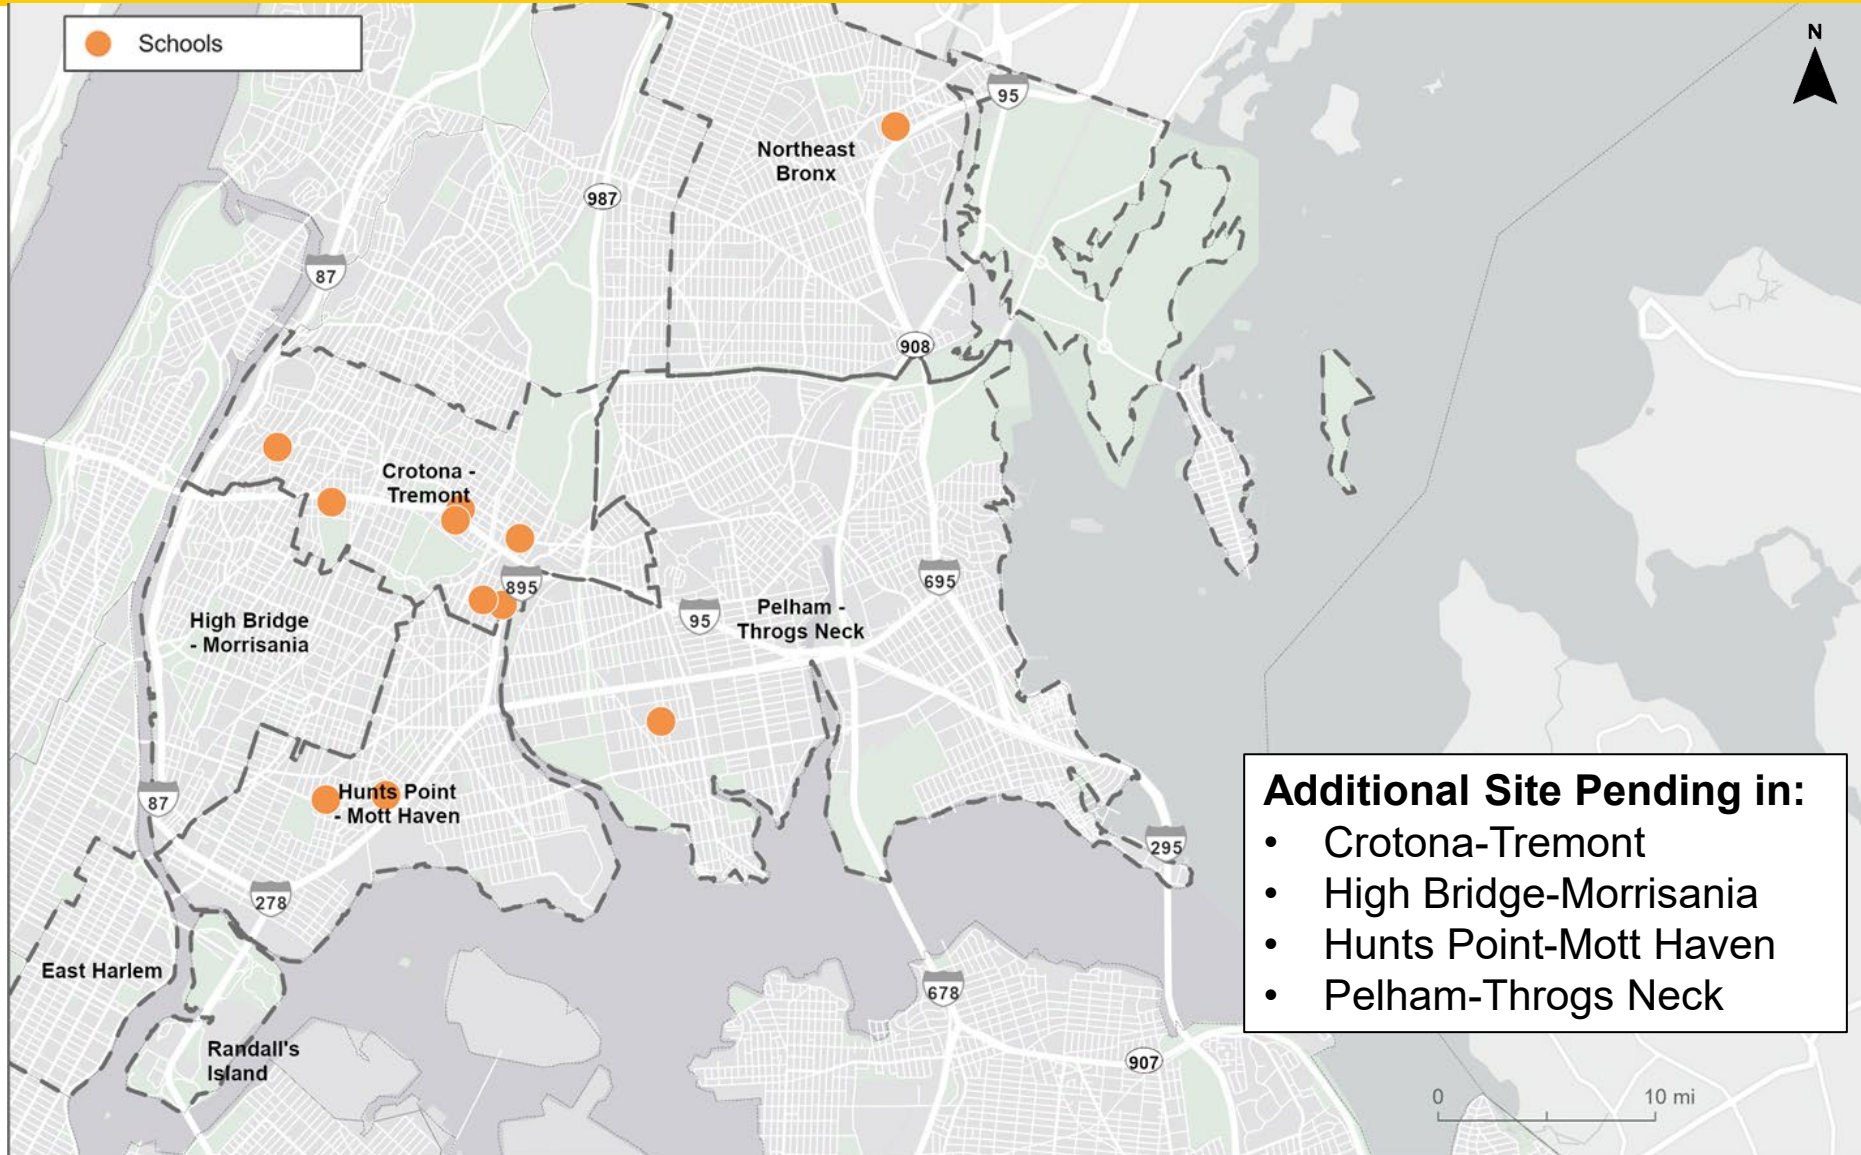 Schools
N
95
Northeast
Bronx
987
87
908
Crotona -
Tremont
895
695
95
Pelham -
Throgs Neck
High Bridge
- Morrisania
87
Hunts Point
- Mott Haven
278
295
East Harlem
678
Randall's
Island
907
Additional Site Pending in:
• Crotona-Tremont
• High Bridge-Morrisania
• Hunts Point-Mott Haven
• Pelham-Throgs Neck
0 10 mi